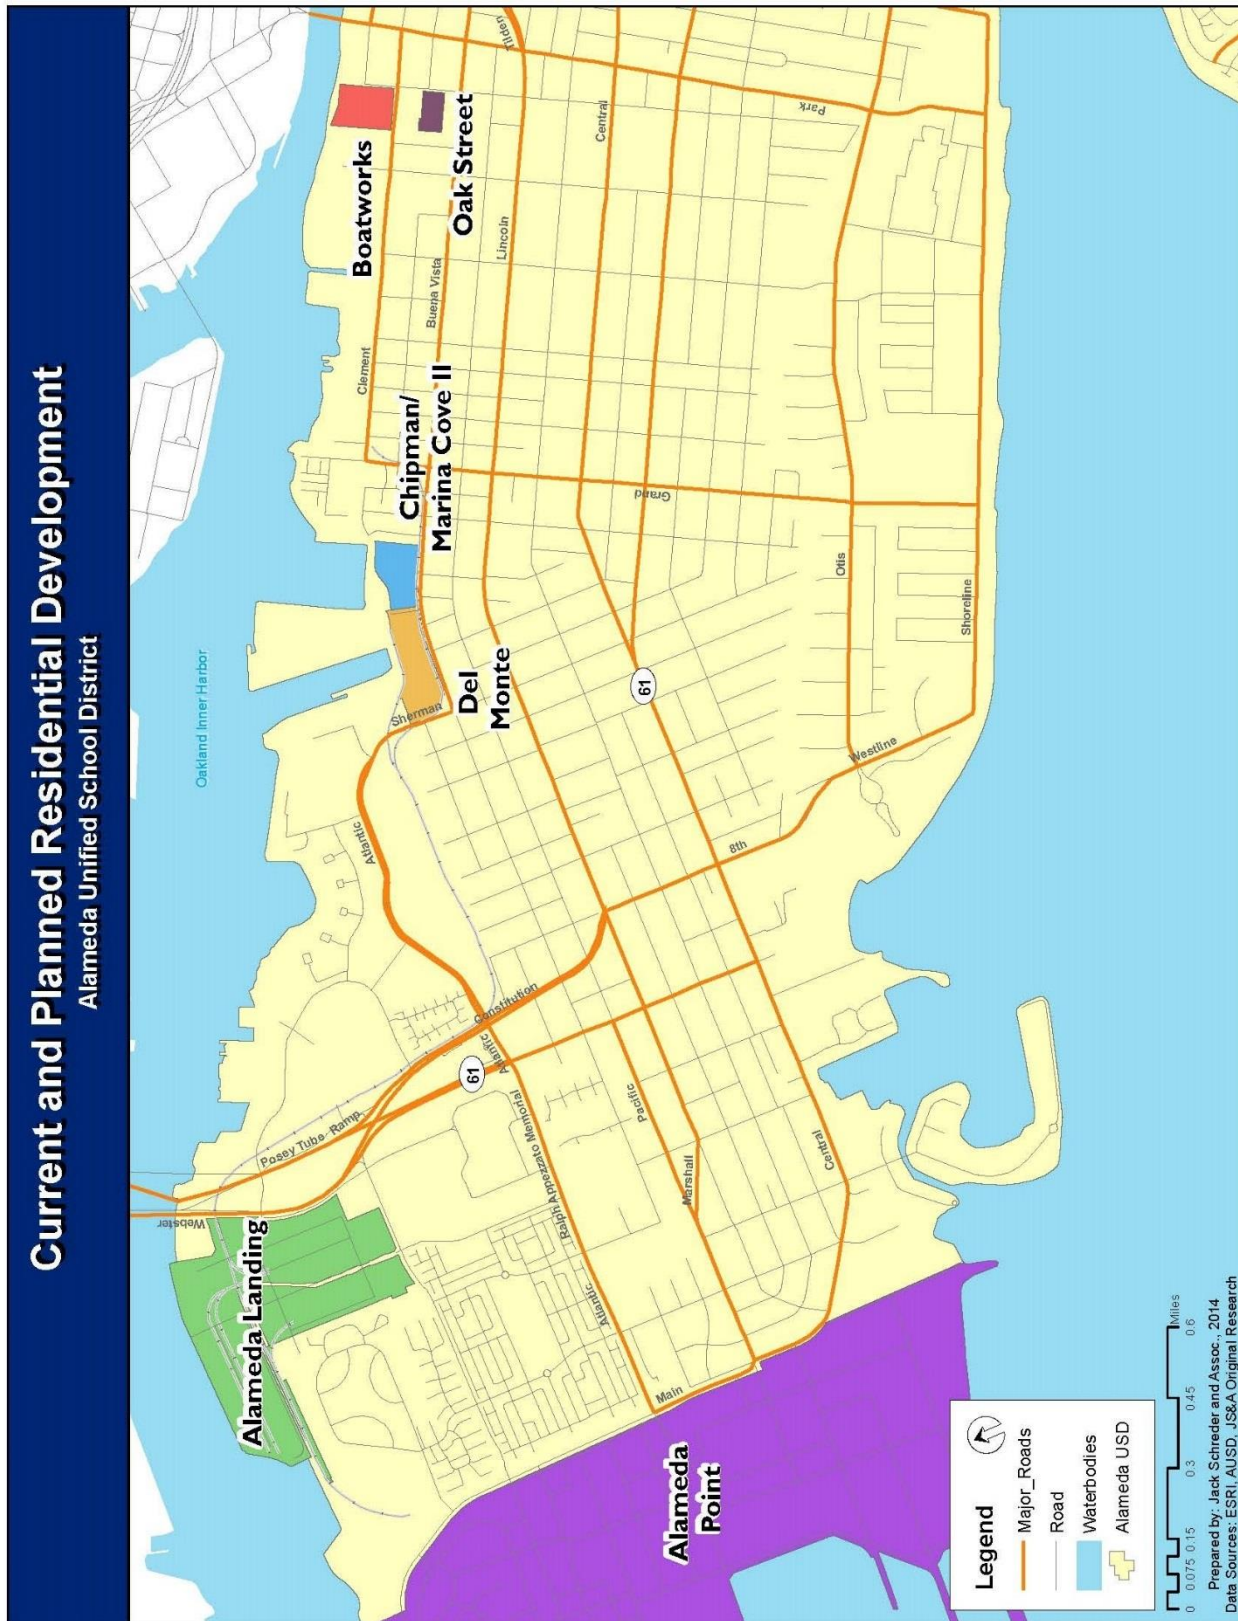 Current and Planned Residential Development
Alameda Unified School District
Oakland Inner Harbor
Webster
Posey Tube Ramp
Alameda Landing
61
Atlantic
Constitution
Atlantic
Ralph Appezzato Memorial
Atlantic
Main
Alameda
Point
Pacific
Marshall
Central
8th
Westline
Sherman
Del
Monte
61
Chipman/
Marina Cove II
Clement
Buena Vista
Lincoln
Grand
Otis
Shoreline
Boatworks
Oak Street
Tilden
Central
Park
Legend
Major_Roads
Road
Waterbodies
Alameda USD
0 0.075 0.15 0.3 0.45 0.6
Miles
Prepared by: Jack Schreder and Assoc., 2014
Data Sources: ESRI, AUSD, JS&A Original Research